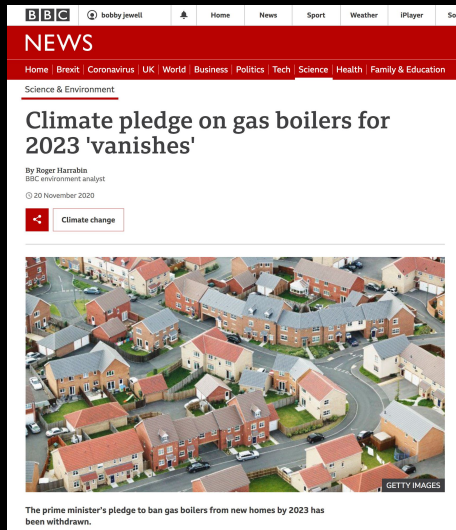 BBC bobby jewell Home News Sport Weather iPlayer So
NEWS
Home Brexit Coronavirus UK World Business Politics Tech Science Health Family & Education
Science & Environment
Climate pledge on gas boilers for
2023 'vanishes'
By Roger Harrabin
BBC environment analyst
20 November 2020
Climate change
GETTY IMAGES
The prime minister's pledge to ban gas boilers from new homes by 2023 has
been withdrawn.